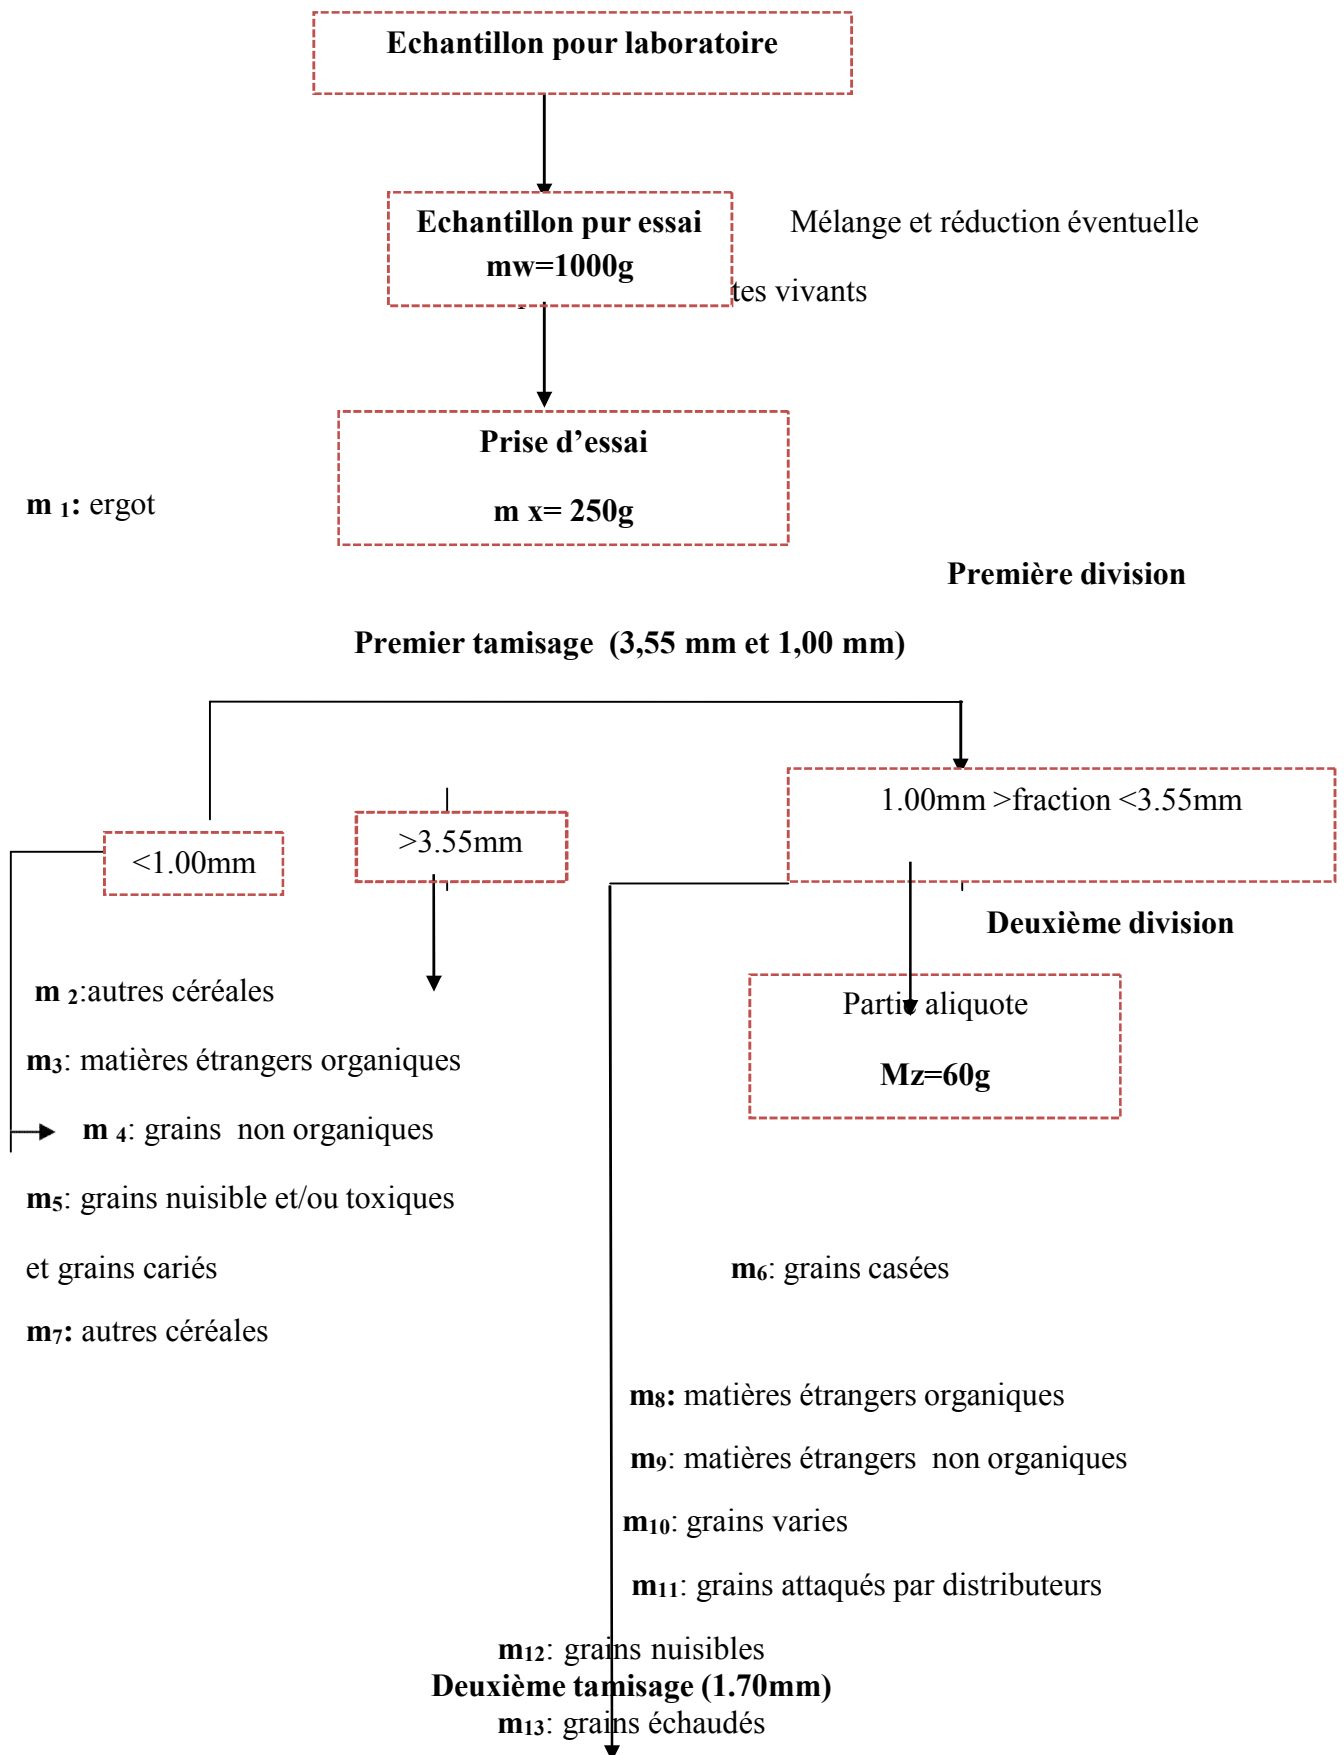 Echantillon pour laboratoire
Echantillon pur essai
mw=1000g
Mélange et réduction éventuelle
tes vivants
Prise d’essai
m x= 250g
m 1: ergot
Première division
Premier tamisage (3,55 mm et 1,00 mm)
1.00mm >fraction <3.55mm
>3.55mm
<1.00mm
Deuxième division
m 2:autres céréales
Partie aliquote
m3: matières étrangers organiques
Mz=60g
m 4: grains non organiques
m5: grains nuisible et/ou toxiques
et grains cariés
m6: grains casées
m7: autres céréales
m8: matières étrangers organiques
m9: matières étrangers non organiques
m10: grains varies
m11: grains attaqués par distributeurs
m12: grains nuisibles
Deuxième tamisage (1.70mm)
m13: grains échaudés